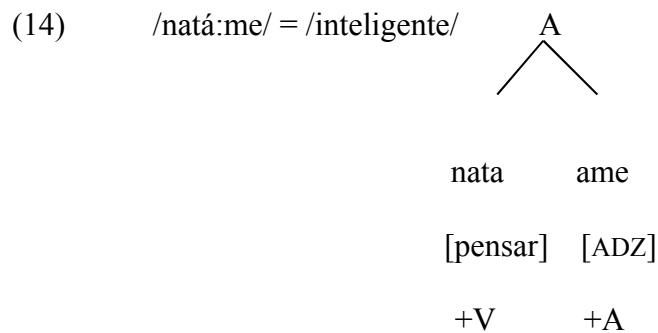 (14) /natá:me/ = /inteligente/ A
nata ame
[pensar] [ADZ]
+V +A